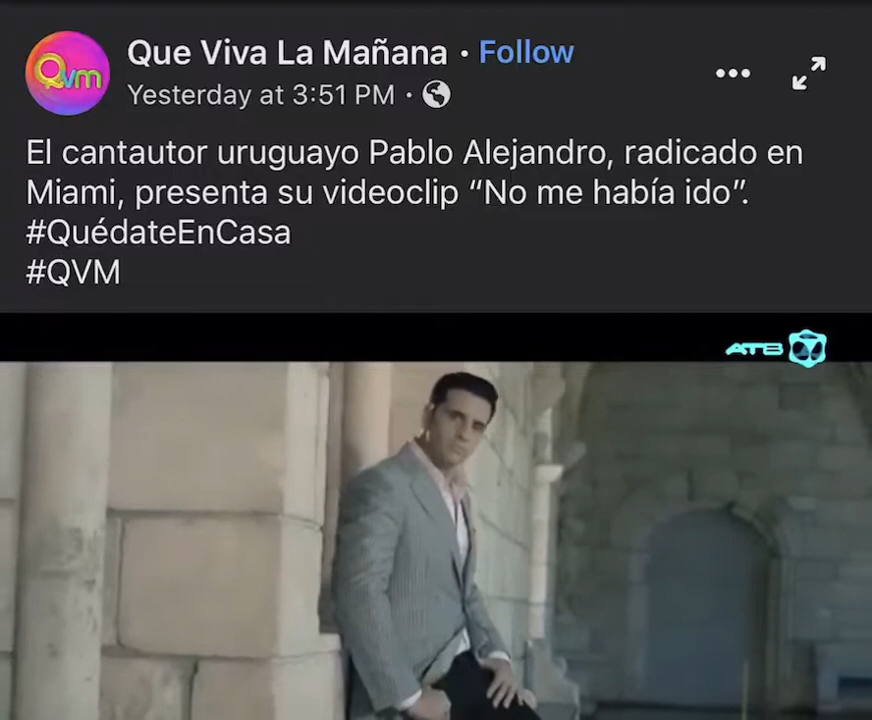 Qvm
Que Viva La Mañana · Follow
Yesterday at 3:51 PM ·
El cantautor uruguayo Pablo Alejandro, radicado en
Miami, presenta su videoclip “No me había ido”.
#QuédateEnCasa
#QVM
ATB